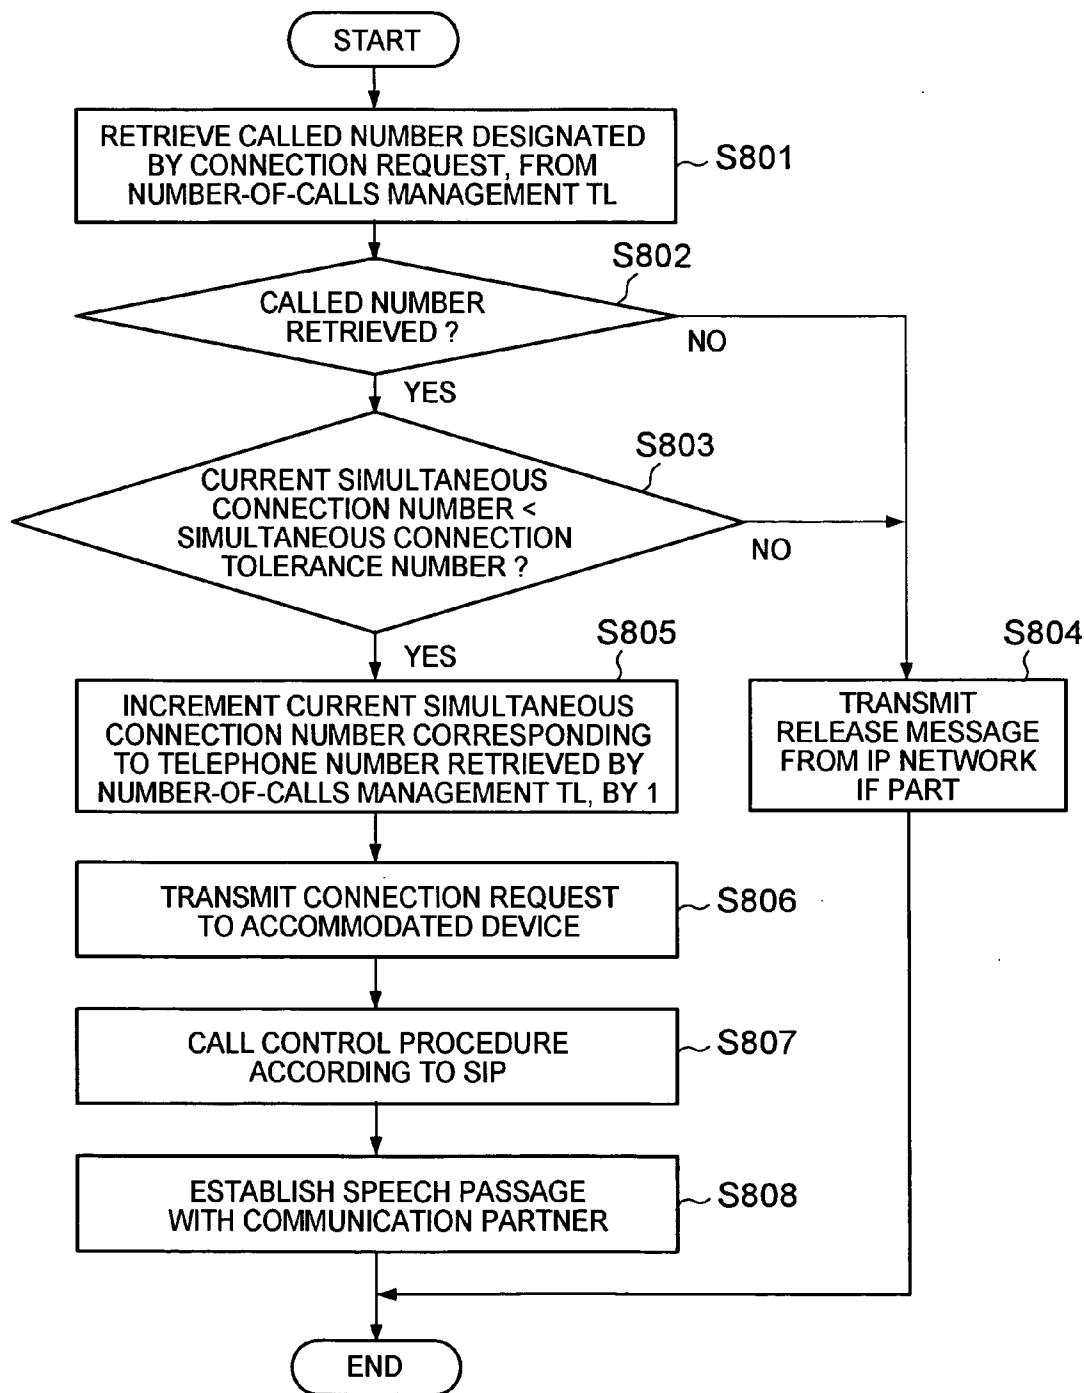 START
RETRIEVE CALLED NUMBER DESIGNATED
BY CONNECTION REQUEST, FROM
NUMBER-OF-CALLS MANAGEMENT TL
S801
S802
CALLED NUMBER
RETRIEVED ?
NO
YES
S803
CURRENT SIMULTANEOUS
CONNECTION NUMBER <
SIMULTANEOUS CONNECTION
TOLERANCE NUMBER ?
NO
YES
S805
INCREMENT CURRENT SIMULTANEOUS
CONNECTION NUMBER CORRESPONDING
TO TELEPHONE NUMBER RETRIEVED BY
NUMBER-OF-CALLS MANAGEMENT TL, BY 1
S804
TRANSMIT
RELEASE MESSAGE
FROM IP NETWORK
IF PART
TRANSMIT CONNECTION REQUEST
TO ACCOMMODATED DEVICE
S806
CALL CONTROL PROCEDURE
ACCORDING TO SIP
S807
ESTABLISH SPEECH PASSAGE
WITH COMMUNICATION PARTNER
S808
END